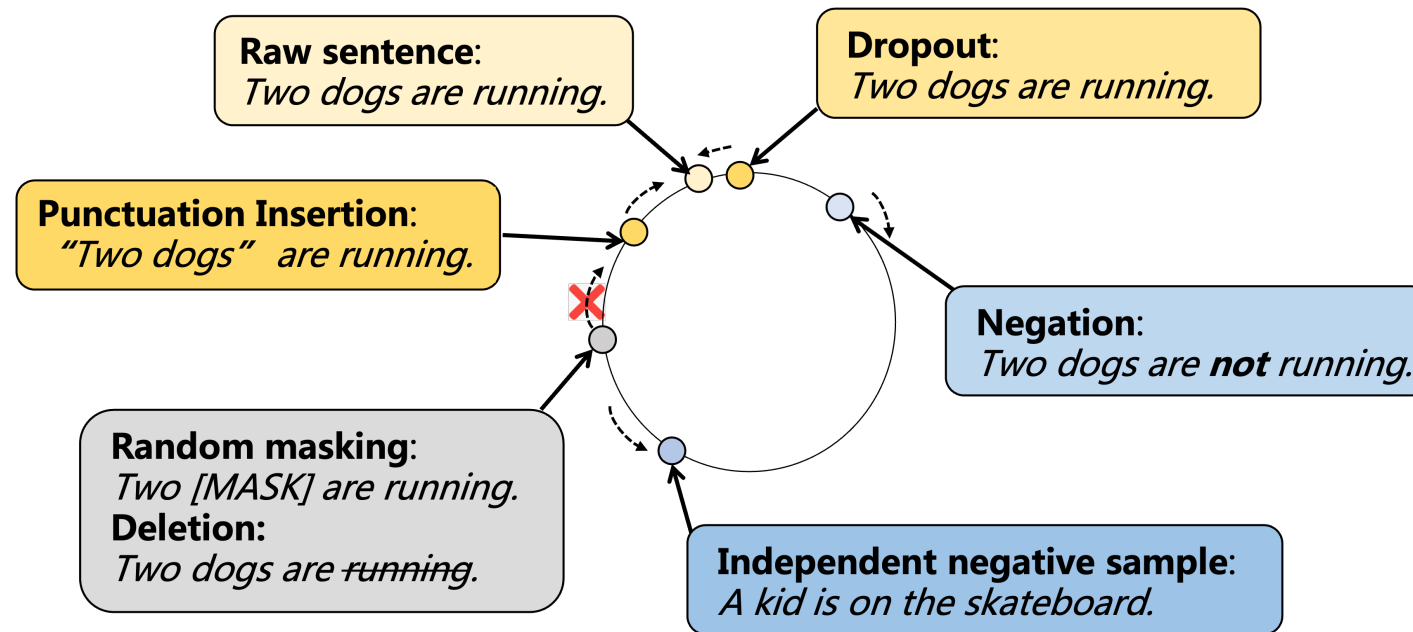 Raw sentence:
Two dogs are running.
Dropout:
Two dogs are running.
Punctuation Insertion:
“Two dogs” are running.
Negation:
Two dogs are not running.
Random masking:
Two [MASK] are running.
Deletion:
Two dogs are running.
Independent negative sample:
A kid is on the skateboard.